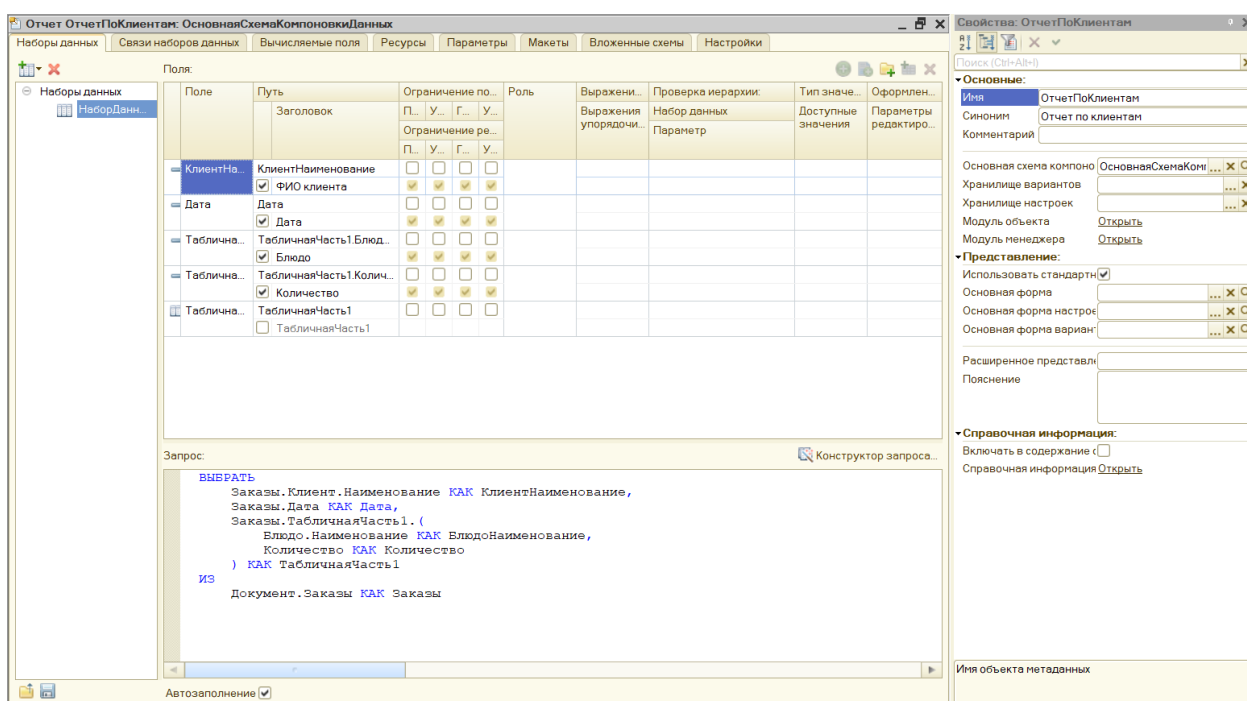 Отчет ОтчетПоКлиентам: ОсновнаяСхемаКомпоновкиДанных
Наборы данных Связи наборов данных Вычисляемые поля Ресурсы Параметры Макеты Вложенные схемы Настройки
Поля:
Наборы данных
НаборДанн...
Поле Путь Ограничение по... Роль Выражени... Проверка иерархии: Тип значе... Оформлен...
Заголовок П... У... Г... У... Выражения упорядочи... Набор данных Доступные значения Параметры редактиро...
Ограничение ре... Параметр
П... У... Г... У...
КлиентНа... КлиентНаименование
ФИО клиента
Дата Дата
Дата
Таблична... ТабличнаяЧасть1.Блюд...
Блюдо
Таблична... ТабличнаяЧасть1.Колич...
Количество
Таблична... ТабличнаяЧасть1
ТабличнаяЧасть1
Запрос:
Конструктор запроса...
ВЫБРАТЬ
Заказы.Клиент.Наименование КАК КлиентНаименование,
Заказы.Дата КАК Дата,
Заказы.ТабличнаяЧасть1.(
Блюдо.Наименование КАК БлюдоНаименование,
Количество КАК Количество
) КАК ТабличнаяЧасть1
ИЗ
Документ.Заказы КАК Заказы
Автозаполнение
Свойства: ОтчетПоКлиентам
Поиск (Ctrl+Alt+I)
Основные:
Имя ОтчетПоКлиентам
Синоним Отчет по клиентам
Комментарий
Основная схема компоно ОсновнаяСхемаКомп ...
Хранилище вариантов ...
Хранилище настроек ...
Модуль объекта Открыть
Модуль менеджера Открыть
Представление:
Использовать стандартн
Основная форма ...
Основная форма настрое ...
Основная форма вариан ...
Расширенное представле
Пояснение
Справочная информация:
Включать в содержание с
Справочная информация Открыть
Имя объекта метаданных